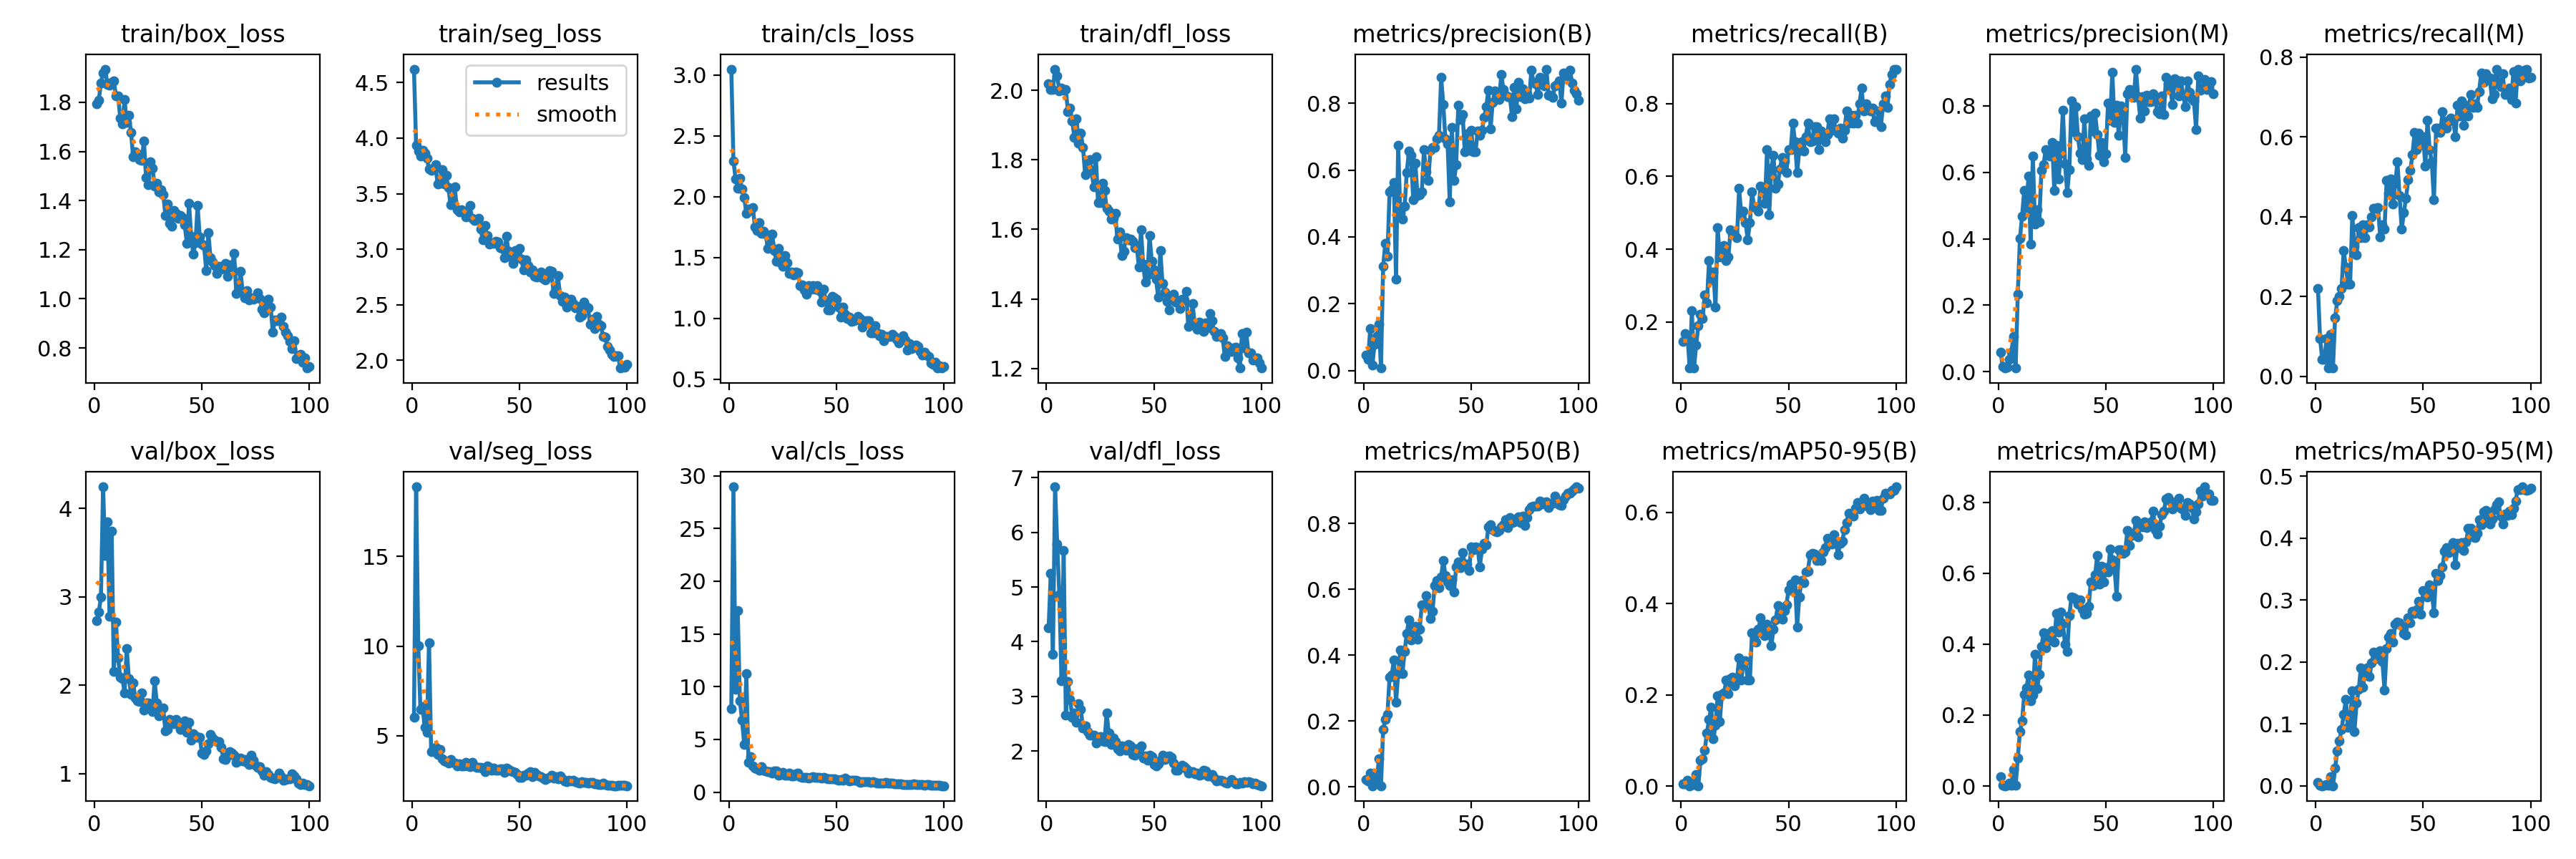 train/box_loss
train/seg_loss
train/cls_loss
train/dfl_loss
metrics/precision(B)
metrics/recall(B)
metrics/precision(M)
metrics/recall(M)
results
smooth
1.8
1.6
1.4
1.2
1.0
0.8
0 50 100
4.5
4.0
3.5
3.0
2.5
2.0
0 50 100
3.0
2.5
2.0
1.5
1.0
0.5
0 50 100
2.0
1.8
1.6
1.4
1.2
0 50 100
0.8
0.6
0.4
0.2
0.0
0 50 100
0.8
0.6
0.4
0.2
0 50 100
0.8
0.6
0.4
0.2
0.0
0 50 100
0.8
0.6
0.4
0.2
0.0
0 50 100
val/box_loss
val/seg_loss
val/cls_loss
val/dfl_loss
metrics/mAP50(B)
metrics/mAP50-95(B)
metrics/mAP50(M)
metrics/mAP50-95(M)
4
3
2
1
0 50 100
15
10
5
0 50 100
30
25
20
15
10
5
0
0 50 100
7
6
5
4
3
2
0 50 100
0.8
0.6
0.4
0.2
0.0
0 50 100
0.6
0.4
0.2
0.0
0 50 100
0.8
0.6
0.4
0.2
0.0
0 50 100
0.5
0.4
0.3
0.2
0.1
0.0
0 50 100